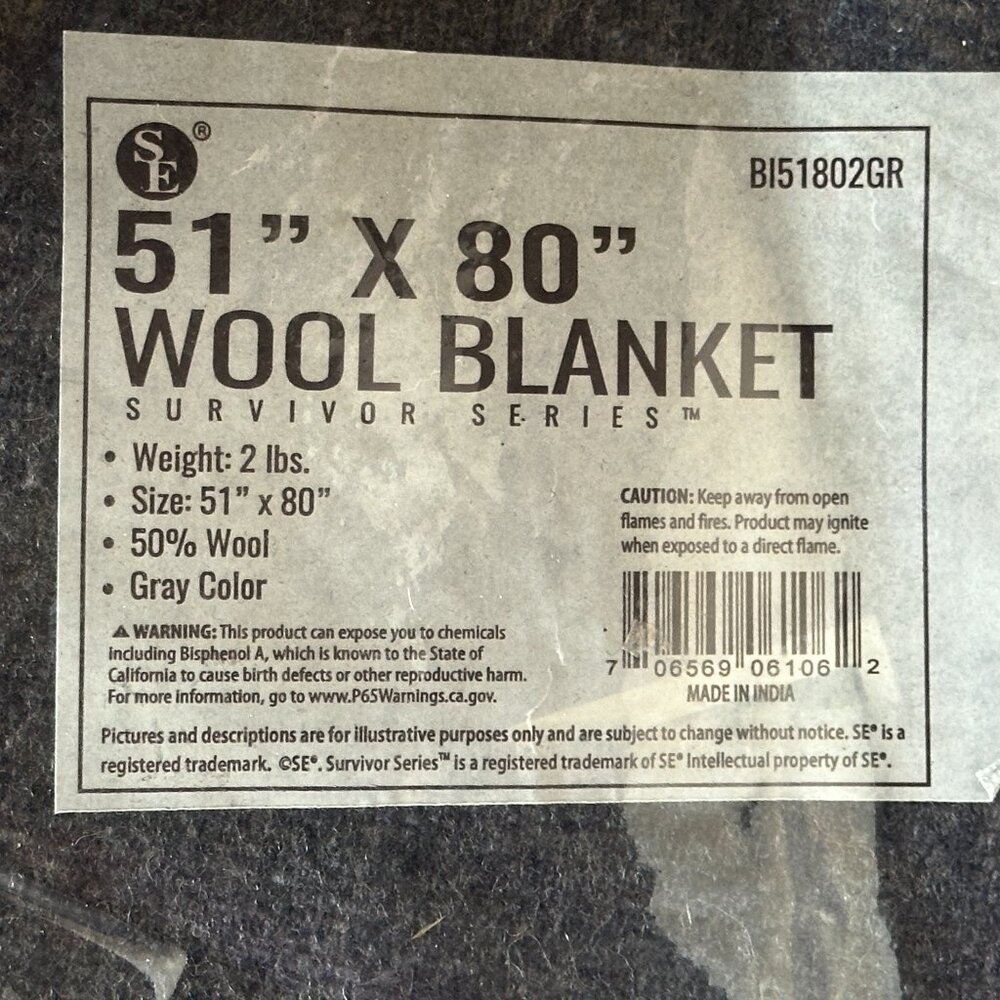 SE®
BI51802GR
51” X 80”
WOOL BLANKET
SURVIVOR SERIES™
• Weight: 2 lbs.
• Size: 51” x 80”
• 50% Wool
• Gray Color
CAUTION: Keep away from open
flames and fires. Product may ignite
when exposed to a direct flame.
⚠ WARNING: This product can expose you to chemicals
including Bisphenol A, which is known to the State of
California to cause birth defects or other reproductive harm.
For more information, go to www.P65Warnings.ca.gov.
7 06569 06106 2
MADE IN INDIA
Pictures and descriptions are for illustrative purposes only and are subject to change without notice. SE® is a
registered trademark. ©SE®. Survivor Series™ is a registered trademark of SE® Intellectual property of SE®.